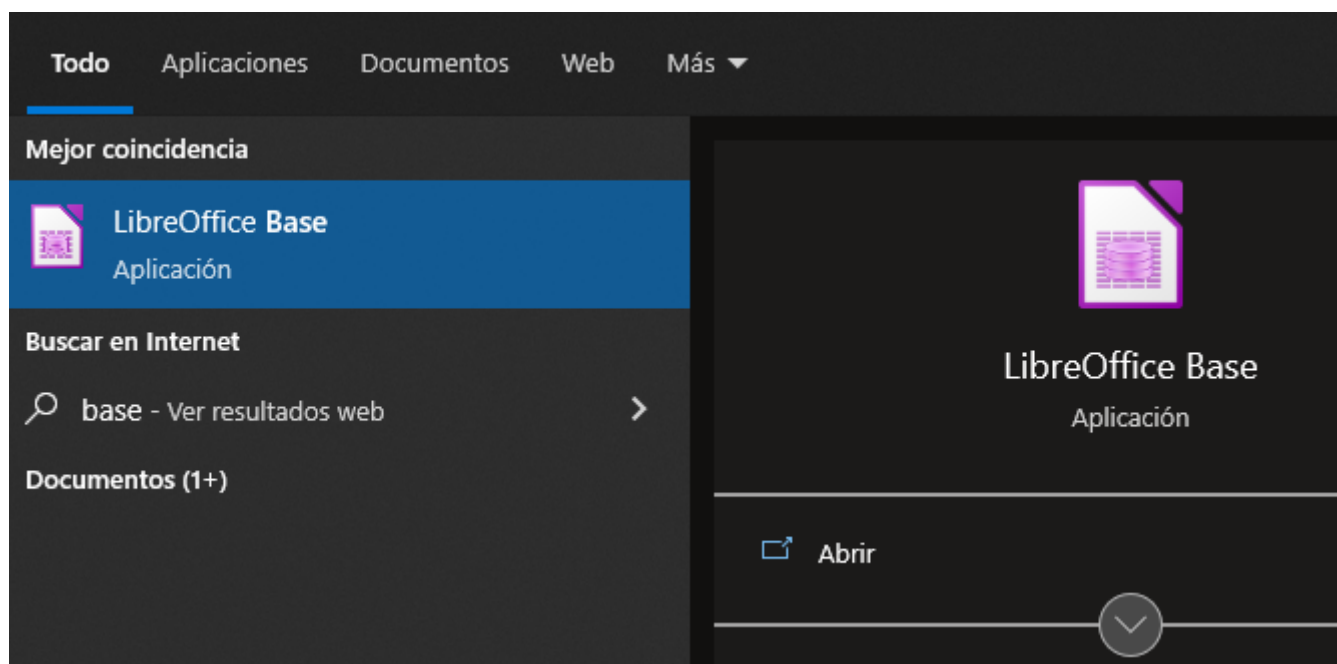 Todo Aplicaciones Documentos Web Más
Mejor coincidencia
LibreOffice Base
Aplicación
Buscar en Internet
base - Ver resultados web
Documentos (1+)
LibreOffice Base
Aplicación
Abrir